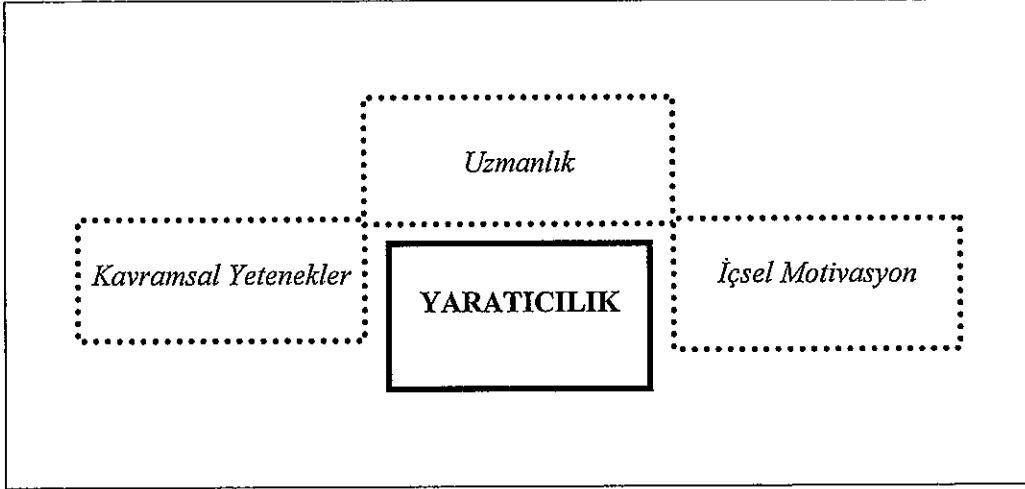 Uzmanlık
Kavramsal Yetenekler
YARATICILIK
İçsel Motivasyon